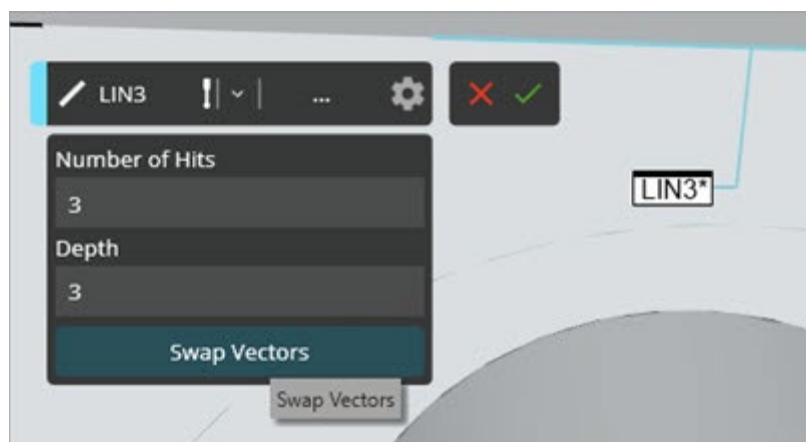 LIN3 ...
Number of Hits
3
Depth
3
Swap Vectors
Swap Vectors
LIN3*